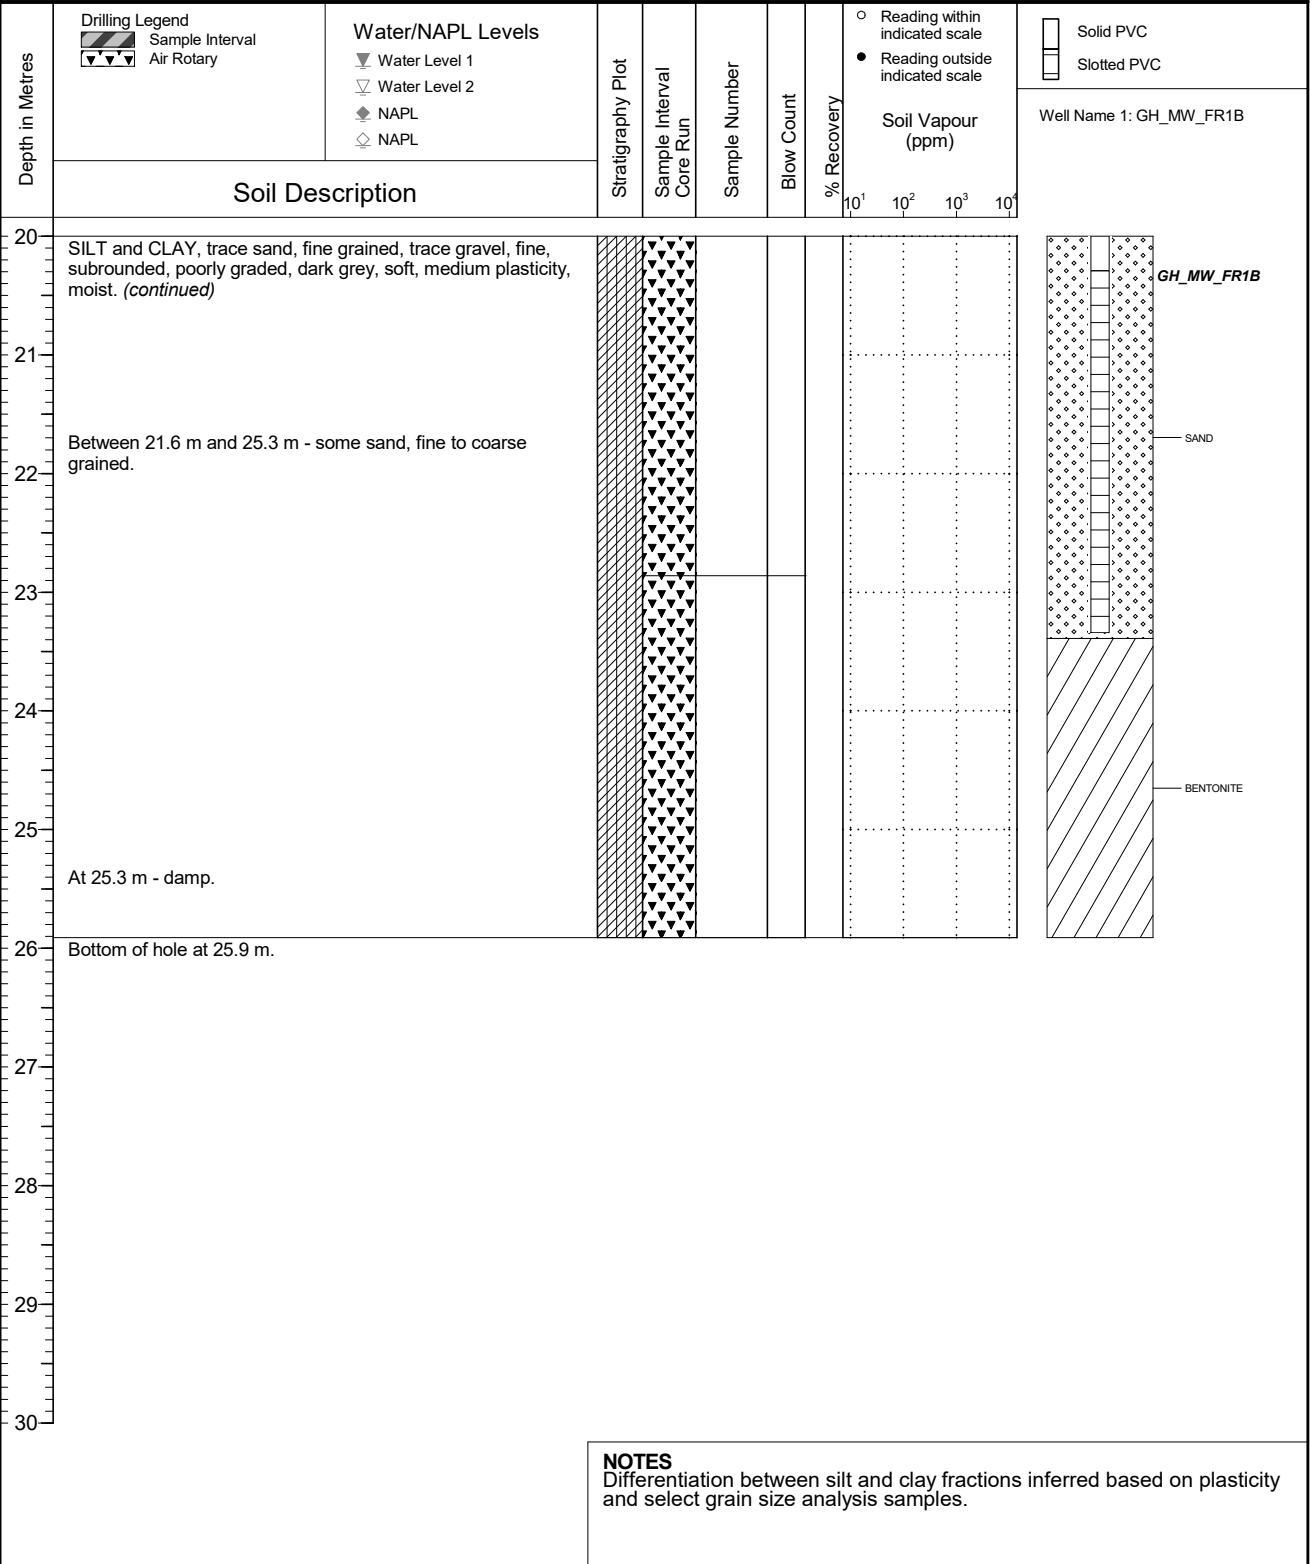 Depth in Metres
Drilling Legend
Sample Interval
Air Rotary
Water/NAPL Levels
Water Level 1
Water Level 2
NAPL
NAPL
Soil Description
Stratigraphy Plot
Sample Interval
Core Run
Sample Number
Blow Count
% Recovery
Reading within
indicated scale
Reading outside
indicated scale
Soil Vapour
(ppm)
10¹ 10² 10³ 10⁴
Solid PVC
Slotted PVC
Well Name 1: GH_MW_FR1B
20
SILT and CLAY, trace sand, fine grained, trace gravel, fine,
subrounded, poorly graded, dark grey, soft, medium plasticity,
moist. (continued)
GH_MW_FR1B
21
Between 21.6 m and 25.3 m - some sand, fine to coarse
grained.
SAND
22
23
24
BENTONITE
25
At 25.3 m - damp.
26
Bottom of hole at 25.9 m.
27
28
29
30
NOTES
Differentiation between silt and clay fractions inferred based on plasticity
and select grain size analysis samples.